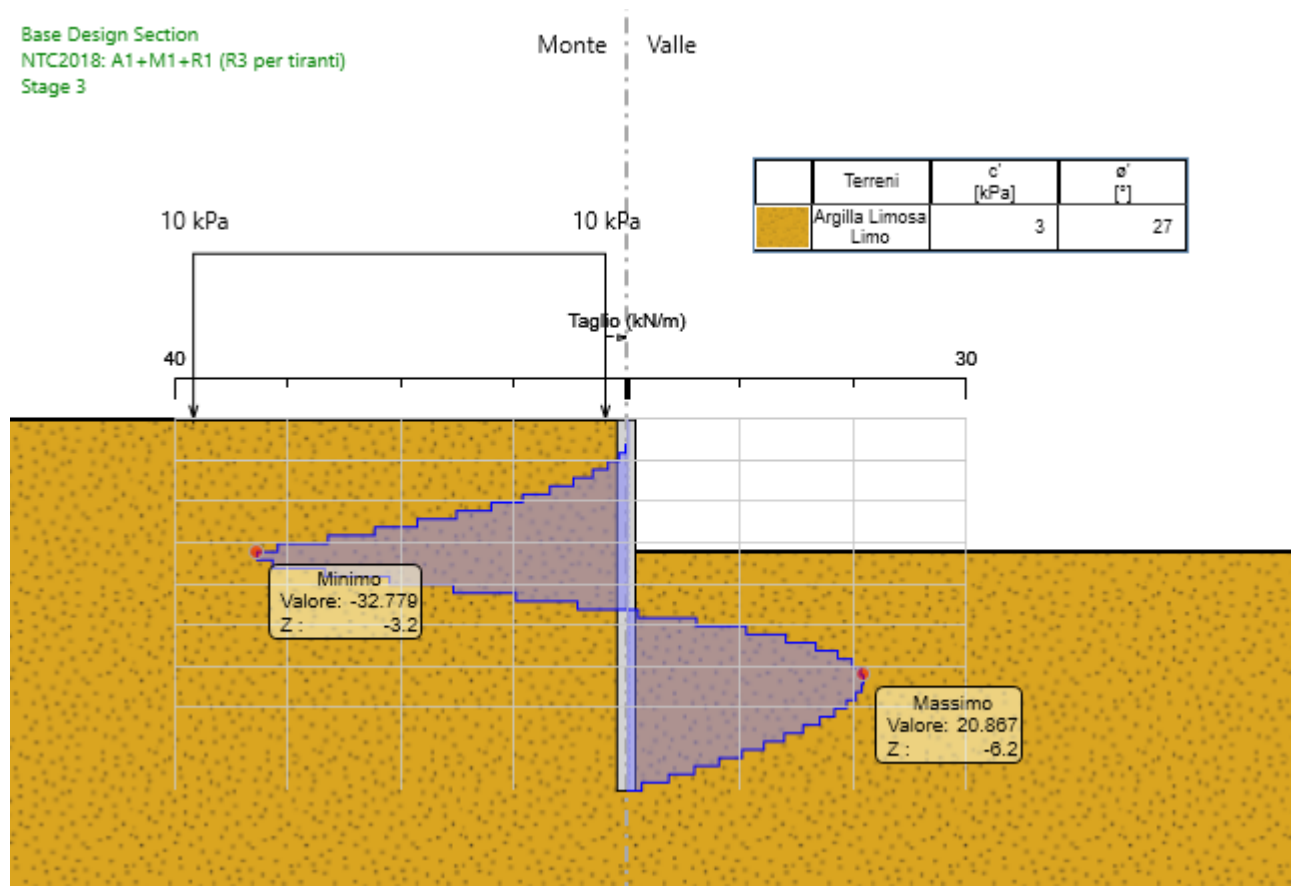 Base Design Section
NTC2018: A1+M1+R1 (R3 per tiranti)
Stage 3
Monte Valle
Terreni c' [kPa] ø' [°]
Argilla Limosa Limo 3 27
10 kPa 10 kPa
Taglio (kN/m)
40 30
Minimo
Valore: -32.779
Z : -3.2
Massimo
Valore: 20.867
Z : -6.2